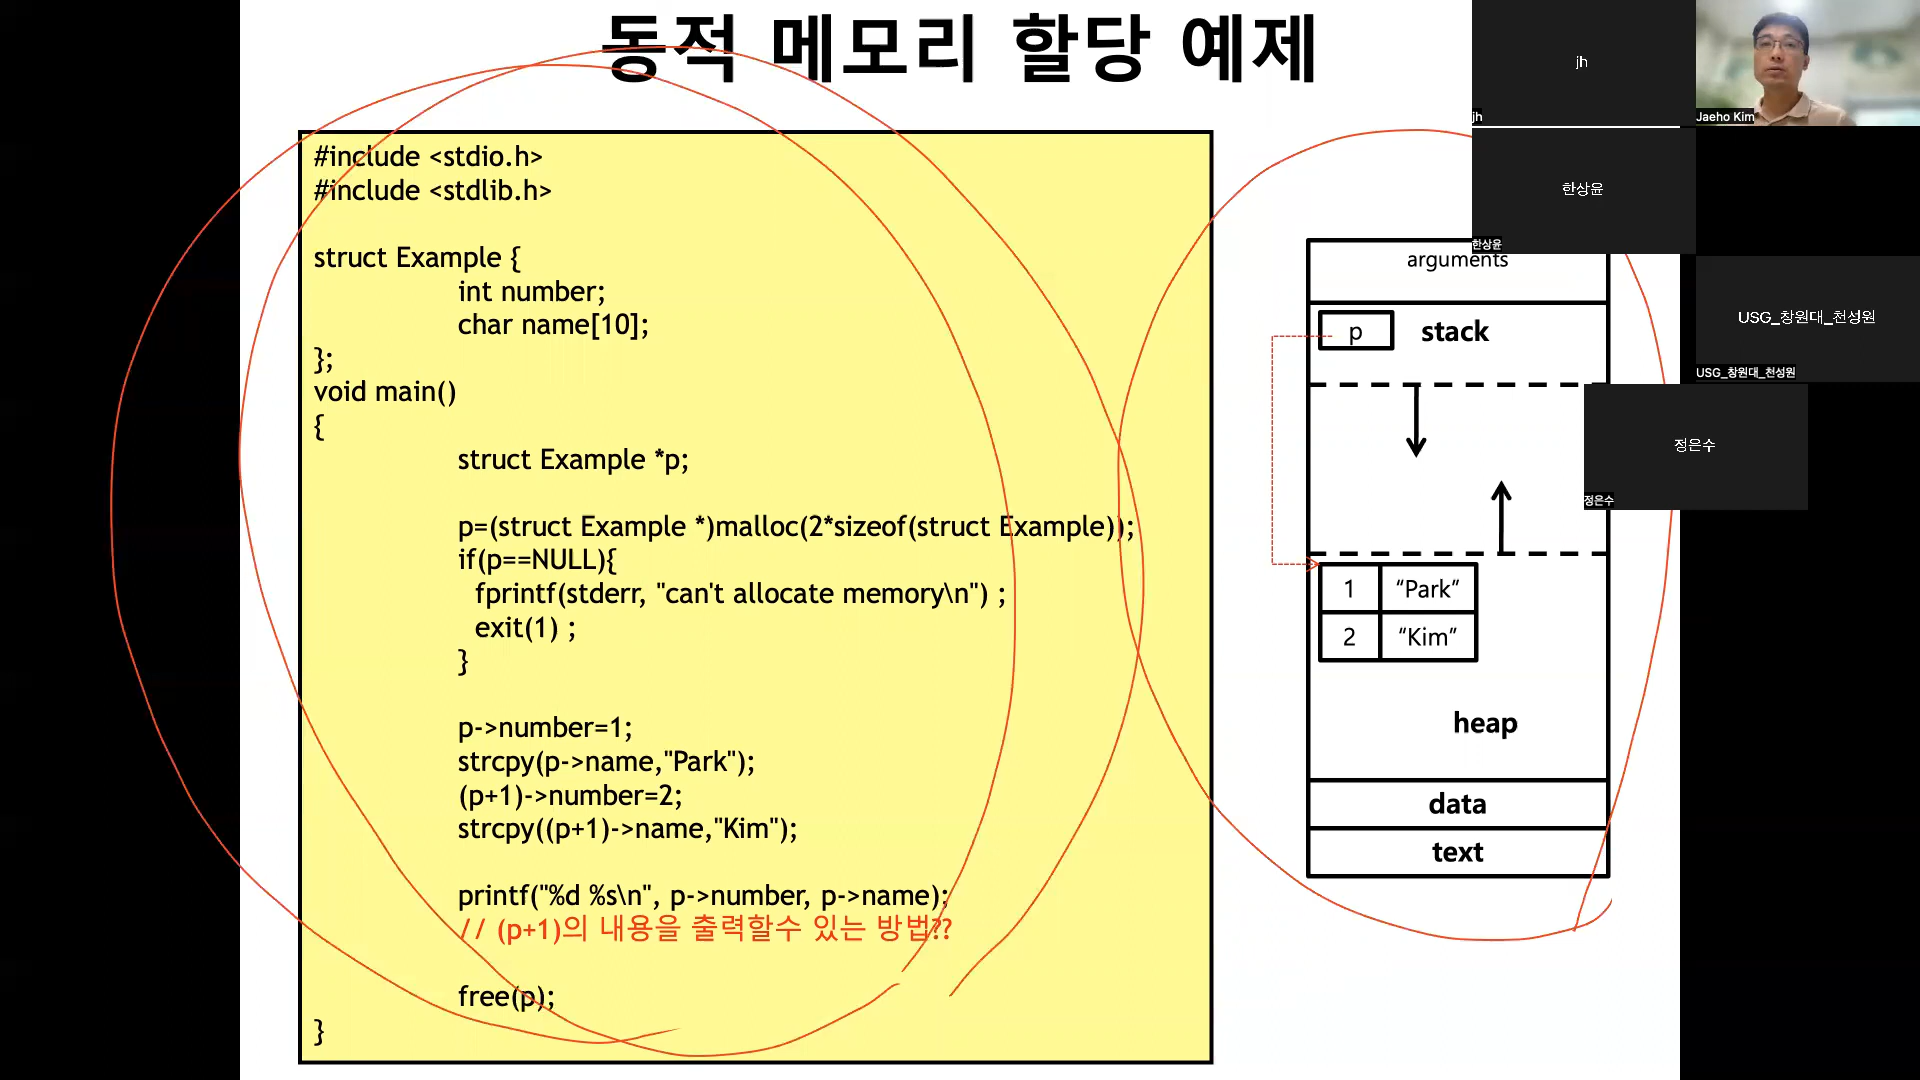 동적 메모리 할당 예제
#include <stdio.h>
#include <stdlib.h>
struct Example {
int number;
char name[10];
};
void main()
{
struct Example *p;
p=(struct Example *)malloc(2*sizeof(struct Example));
if(p==NULL){
fprintf(stderr, "can't allocate memory\n") ;
exit(1) ;
}
p->number=1;
strcpy(p->name,"Park");
(p+1)->number=2;
strcpy((p+1)->name,"Kim");
printf("%d %s\n", p->number, p->name);
// (p+1)의 내용을 출력할수 있는 방법??
free(p);
}
arguments
p
stack
1 “Park”
2 “Kim”
heap
data
text
jh
jh
Jaeho Kim
한상윤
한상윤
USG_창원대_천성원
USG_창원대_천성원
정은수
정은수